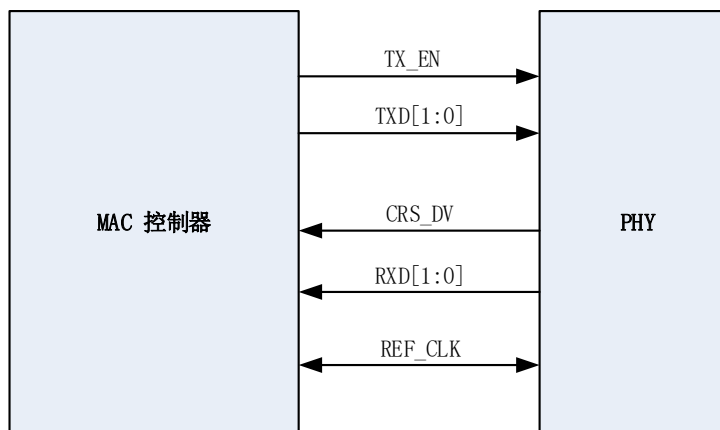 TX_EN
TXD[1:0]
MAC 控制器
CRS_DV
PHY
RXD[1:0]
REF_CLK